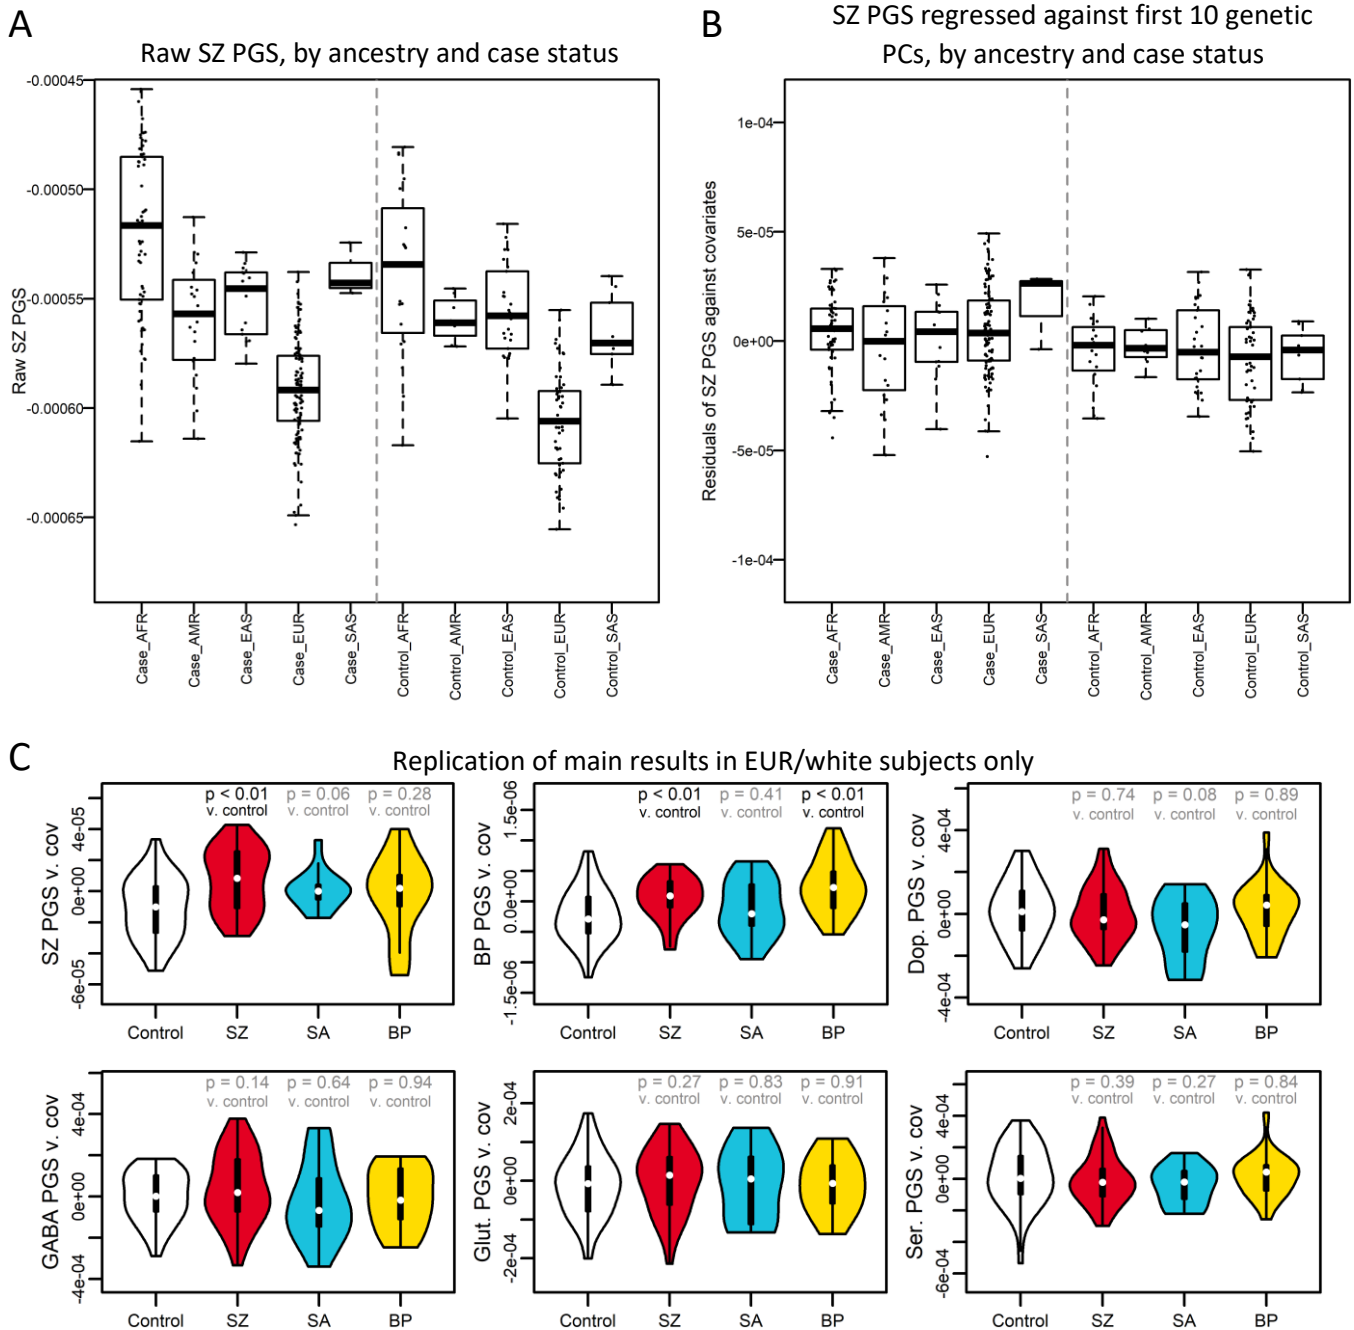 A
Raw SZ PGS, by ancestry and case status
Raw SZ PGS
-0.00045
-0.00050
-0.00055
-0.00060
-0.00065
Case_AFR
Case_AMR
Case_EAS
Case_EUR
Case_SAS
Control_AFR
Control_AMR
Control_EAS
Control_EUR
Control_SAS
B
SZ PGS regressed against first 10 genetic
PCs, by ancestry and case status
Residuals of SZ PGS against covariates
1e-04
5e-05
0e+00
-5e-05
-1e-04
Case_AFR
Case_AMR
Case_EAS
Case_EUR
Case_SAS
Control_AFR
Control_AMR
Control_EAS
Control_EUR
Control_SAS
C
Replication of main results in EUR/white subjects only
SZ PGS v. cov
4e-05
0e+00
-6e-05
p < 0.01
v. control
p = 0.06
v. control
p = 0.28
v. control
Control
SZ
SA
BP
BP PGS v. cov
1.5e-06
0.0e+00
-1.5e-06
p < 0.01
v. control
p = 0.41
v. control
p < 0.01
v. control
Control
SZ
SA
BP
Dop. PGS v. cov
4e-04
0e+00
-4e-04
p = 0.74
v. control
p = 0.08
v. control
p = 0.89
v. control
Control
SZ
SA
BP
GABA PGS v. cov
4e-04
0e+00
-4e-04
p = 0.14
v. control
p = 0.64
v. control
p = 0.94
v. control
Control
SZ
SA
BP
Glut. PGS v. cov
2e-04
0e+00
-2e-04
p = 0.27
v. control
p = 0.83
v. control
p = 0.91
v. control
Control
SZ
SA
BP
Ser. PGS v. cov
4e-04
0e+00
-6e-04
p = 0.39
v. control
p = 0.27
v. control
p = 0.84
v. control
Control
SZ
SA
BP